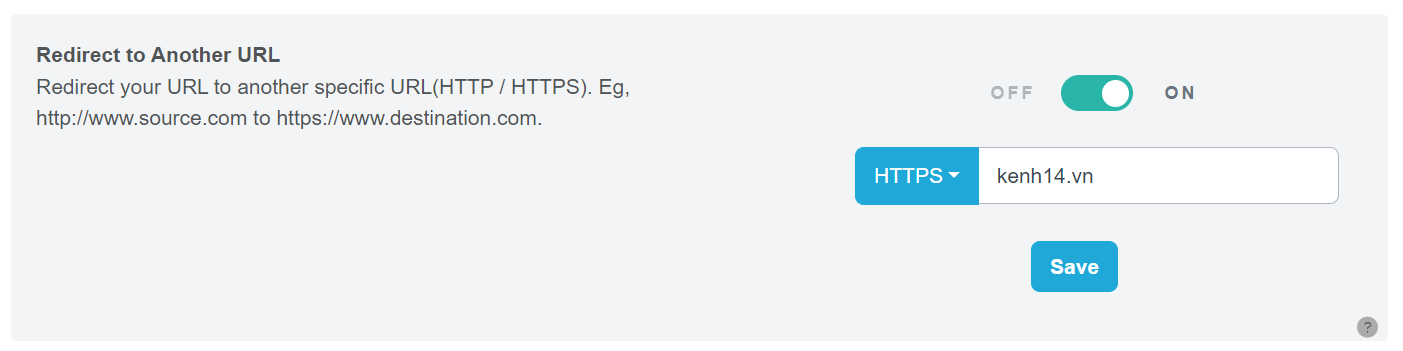 Redirect to Another URL
Redirect your URL to another specific URL(HTTP / HTTPS). Eg,
http://www.source.com to https://www.destination.com.
OFF ON
HTTPS kenh14.vn
Save
?